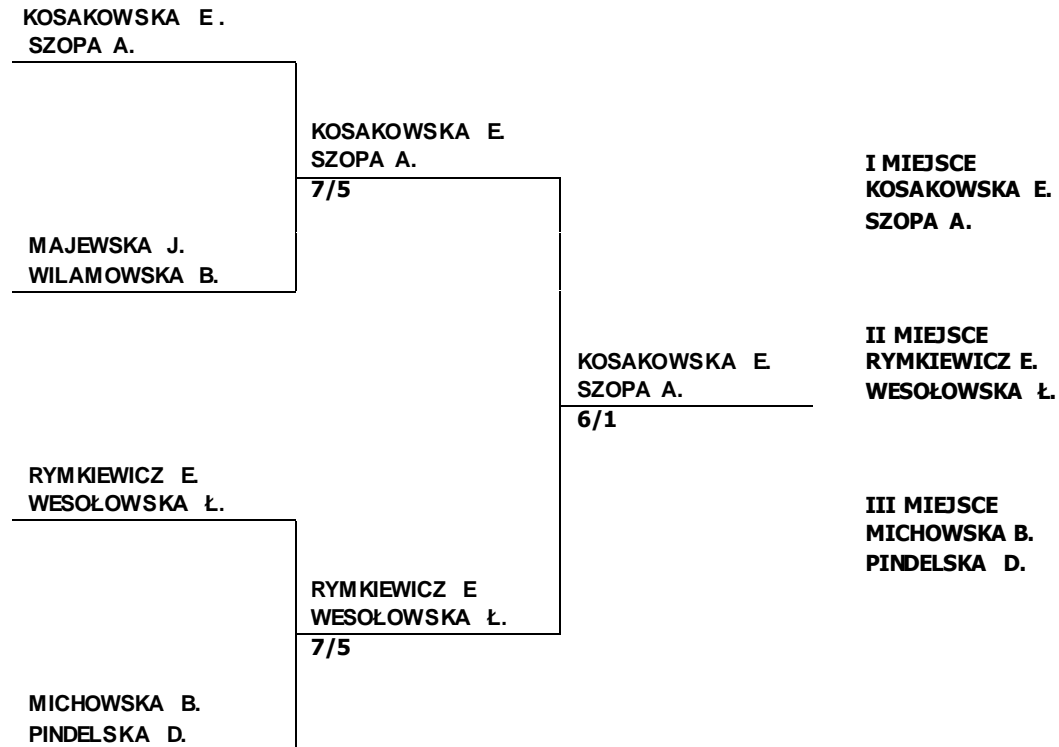 KOSAKOWSKA E.
SZOPA A.
KOSAKOWSKA E.
SZOPA A.
7/5
MAJEWSKA J.
WILAMOWSKA B.
KOSAKOWSKA E.
SZOPA A.
6/1
RYMKIEWICZ E.
WESOŁOWSKA Ł.
RYMKIEWICZ E
WESOŁOWSKA Ł.
7/5
MICHOWSKA B.
PINDELSKA D.
I MIEJSCE
KOSAKOWSKA E.
SZOPA A.
II MIEJSCE
RYMKIEWICZ E.
WESOŁOWSKA Ł.
III MIEJSCE
MICHOWSKA B.
PINDELSKA D.